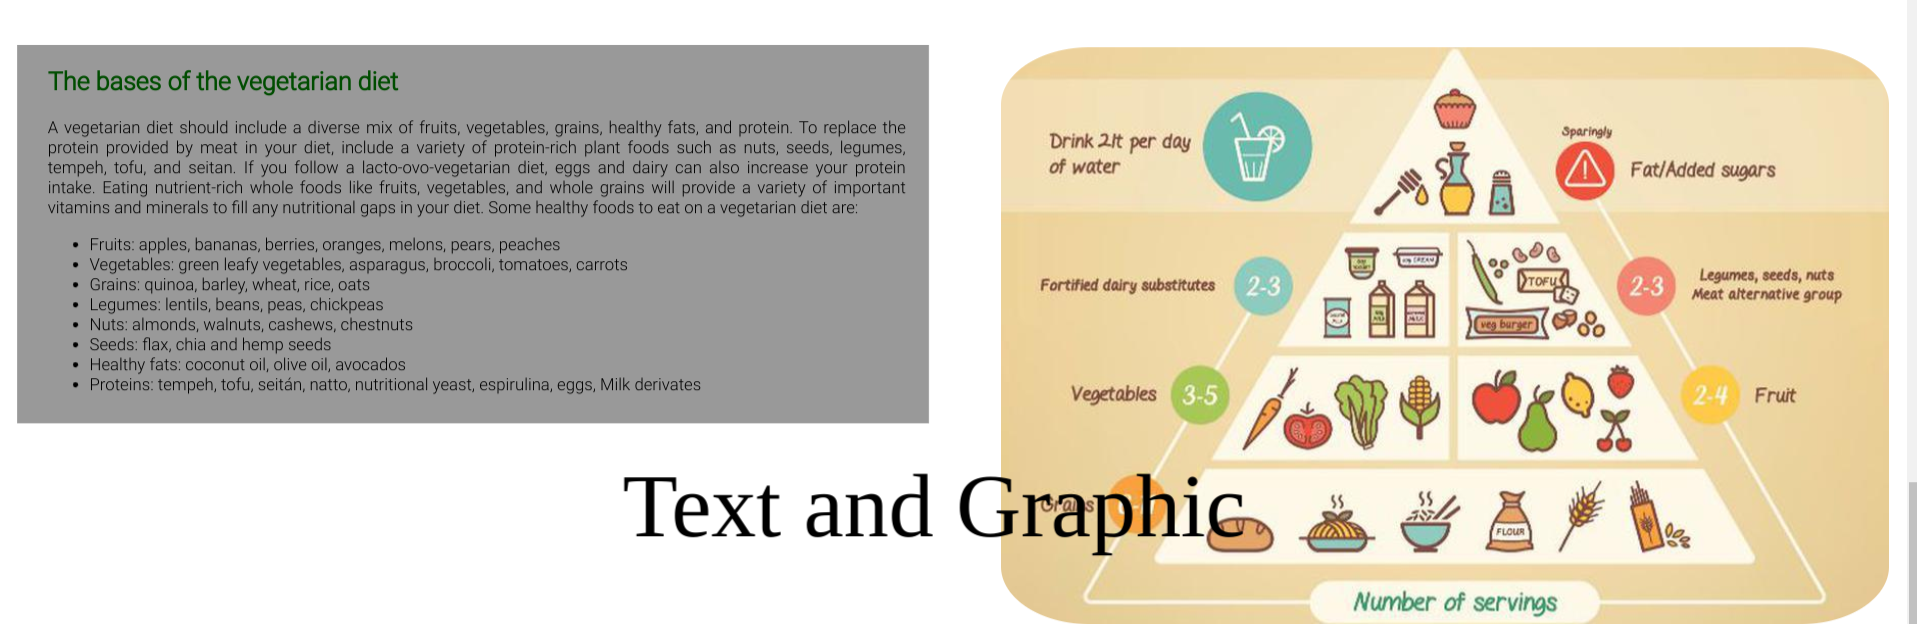 The bases of the vegetarian diet
A vegetarian diet should include a diverse mix of fruits, vegetables, grains, healthy fats, and protein. To replace the
protein provided by meat in your diet, include a variety of protein-rich plant foods such as nuts, seeds, legumes,
tempeh, tofu, and seitan. If you follow a lacto-ovo-vegetarian diet, eggs and dairy can also increase your protein
intake. Eating nutrient-rich whole foods like fruits, vegetables, and whole grains will provide a variety of important
vitamins and minerals to fill any nutritional gaps in your diet. Some healthy foods to eat on a vegetarian diet are:
• Fruits: apples, bananas, berries, oranges, melons, pears, peaches
• Vegetables: green leafy vegetables, asparagus, broccoli, tomatoes, carrots
• Grains: quinoa, barley, wheat, rice, oats
• Legumes: lentils, beans, peas, chickpeas
• Nuts: almonds, walnuts, cashews, chestnuts
• Seeds: flax, chia and hemp seeds
• Healthy fats: coconut oil, olive oil, avocados
• Proteins: tempeh, tofu, seitán, natto, nutritional yeast, espirulina, eggs, Milk derivates
Text and Graphic
Drink 2lt per day
of water
Sparingly
Fat/Added sugars
Fortified dairy substitutes
2-3
TOFU
veg burger
2-3
Legumes, seeds, nuts
Meat alternative group
Vegetables
3-5
2-4
Fruit
Grains
FLOUR
Number of servings